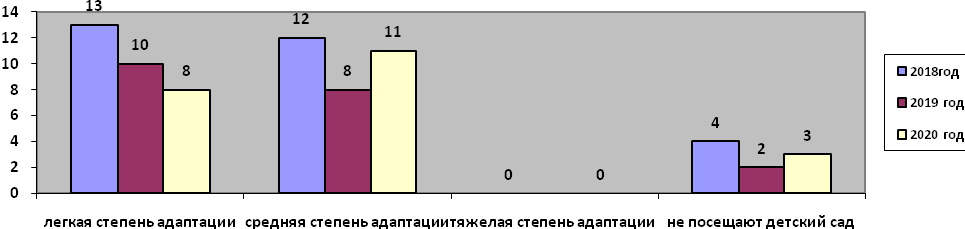 14
12
10
8
6
4
2
0
13
10
8
12
8
11
0
0
4
2
3
легкая степень адаптации
средняя степень адаптации
тяжелая степень адаптации
не посещают детский сад
2018год
2019 год
2020 год